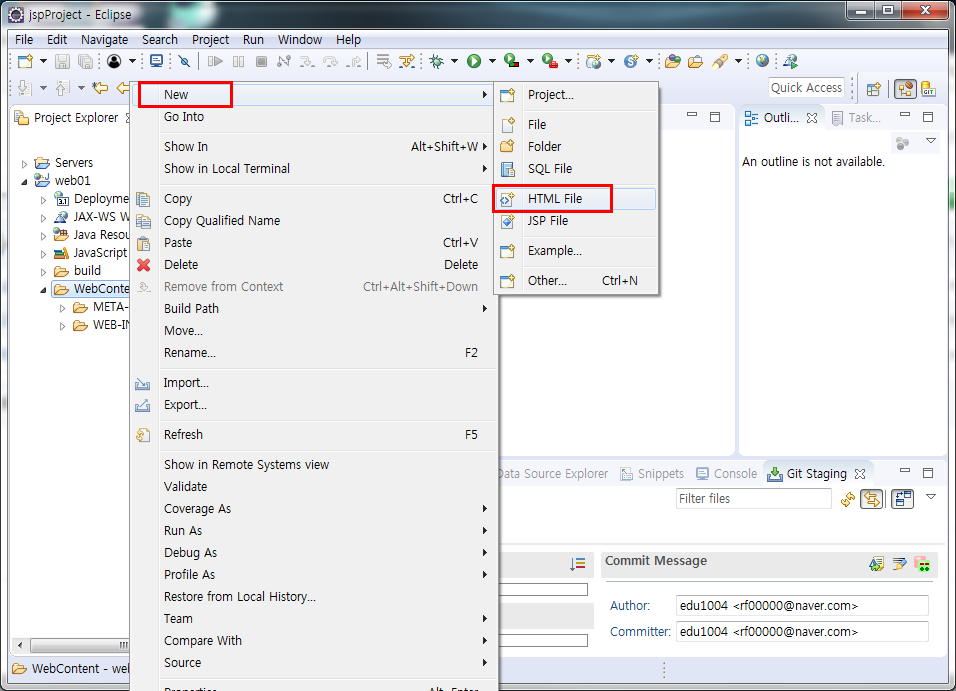 jspProject - Eclipse
File Edit Navigate Search Project Run Window Help
Quick Access
Project Explorer
Servers
web01
Deployme
JAX-WS W
Java Resou
JavaScript
build
WebConte
META-
WEB-IN
New
Go Into
Show In Alt+Shift+W
Show in Local Terminal
Copy Ctrl+C
Copy Qualified Name
Paste Ctrl+V
Delete Delete
Remove from Context Ctrl+Alt+Shift+Down
Build Path
Move...
Rename... F2
Import...
Export...
Refresh F5
Show in Remote Systems view
Validate
Coverage As
Run As
Debug As
Profile As
Restore from Local History...
Team
Compare With
Source
Properties Alt+Enter
Project...
File
Folder
SQL File
HTML File
JSP File
Example...
Other... Ctrl+N
Outli... Task...
An outline is not available.
Data Source Explorer Snippets Console Git Staging
Filter files
Commit Message
Author: edu1004 <rf00000@naver.com>
Committer: edu1004 <rf00000@naver.com>
WebContent - wel